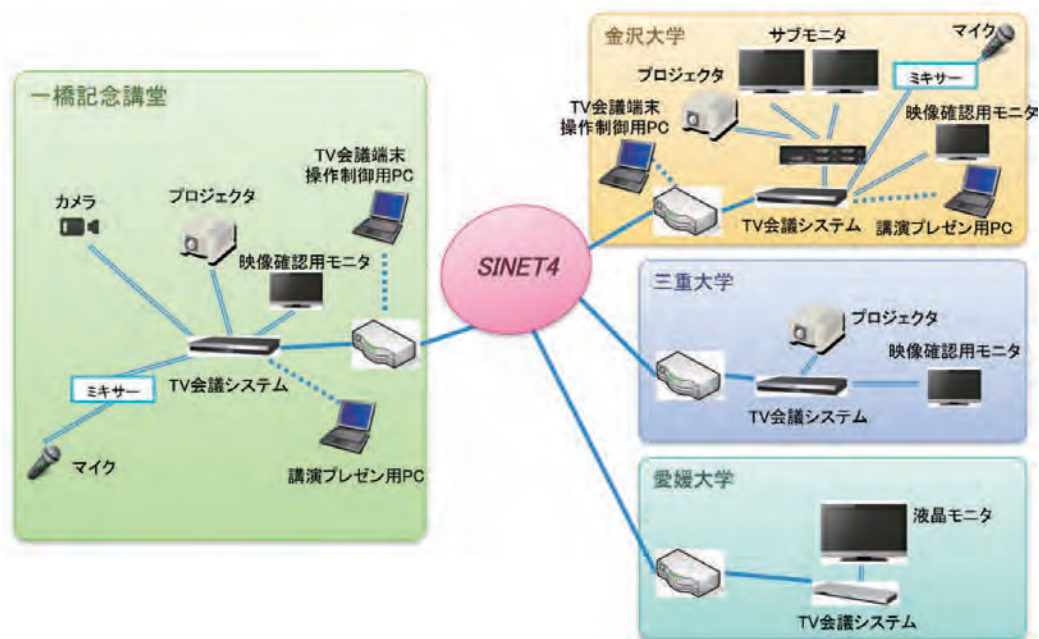 一橋記念講堂
TV会議端末
操作制御用PC
カメラ
プロジェクタ
映像確認用モニタ
TV会議システム
ミキサー
マイク
講演プレゼン用PC
SINET4
金沢大学
サブモニタ
マイク
プロジェクタ
ミキサー
TV会議端末
操作制御用PC
映像確認用モニタ
TV会議システム
講演プレゼン用PC
三重大学
プロジェクタ
映像確認用モニタ
TV会議システム
愛媛大学
液晶モニタ
TV会議システム